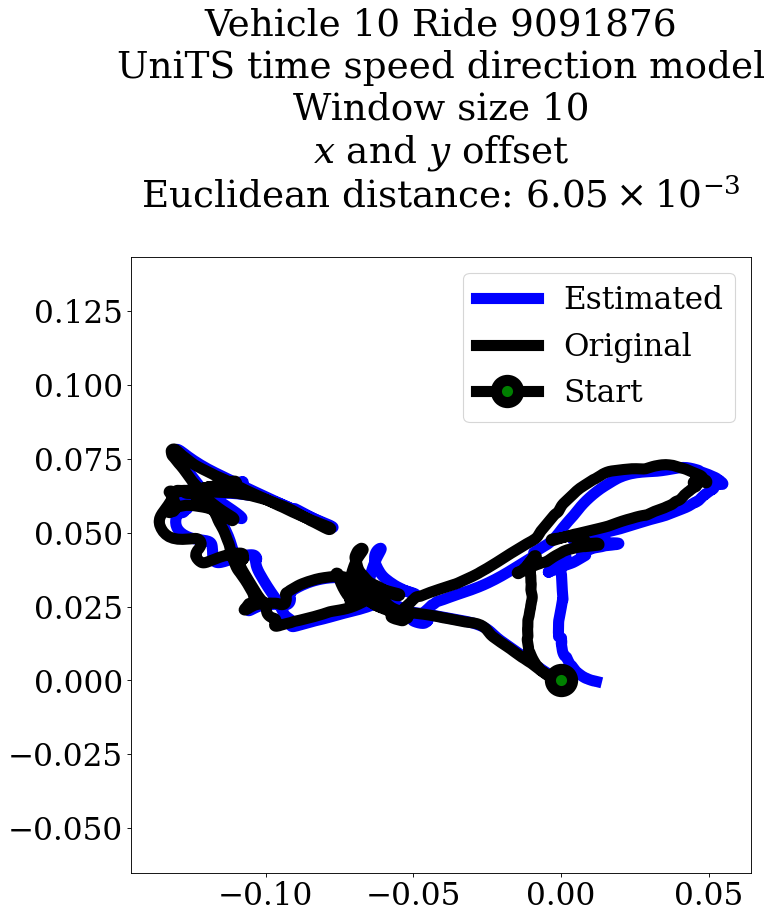 Vehicle 10 Ride 9091876
UniTS time speed direction model
Window size 10
x and y offset
Euclidean distance: 6.05 × 10⁻³
Estimated
Original
Start
0.125
0.100
0.075
0.050
0.025
0.000
−0.025
−0.050
−0.10 −0.05 0.00 0.05